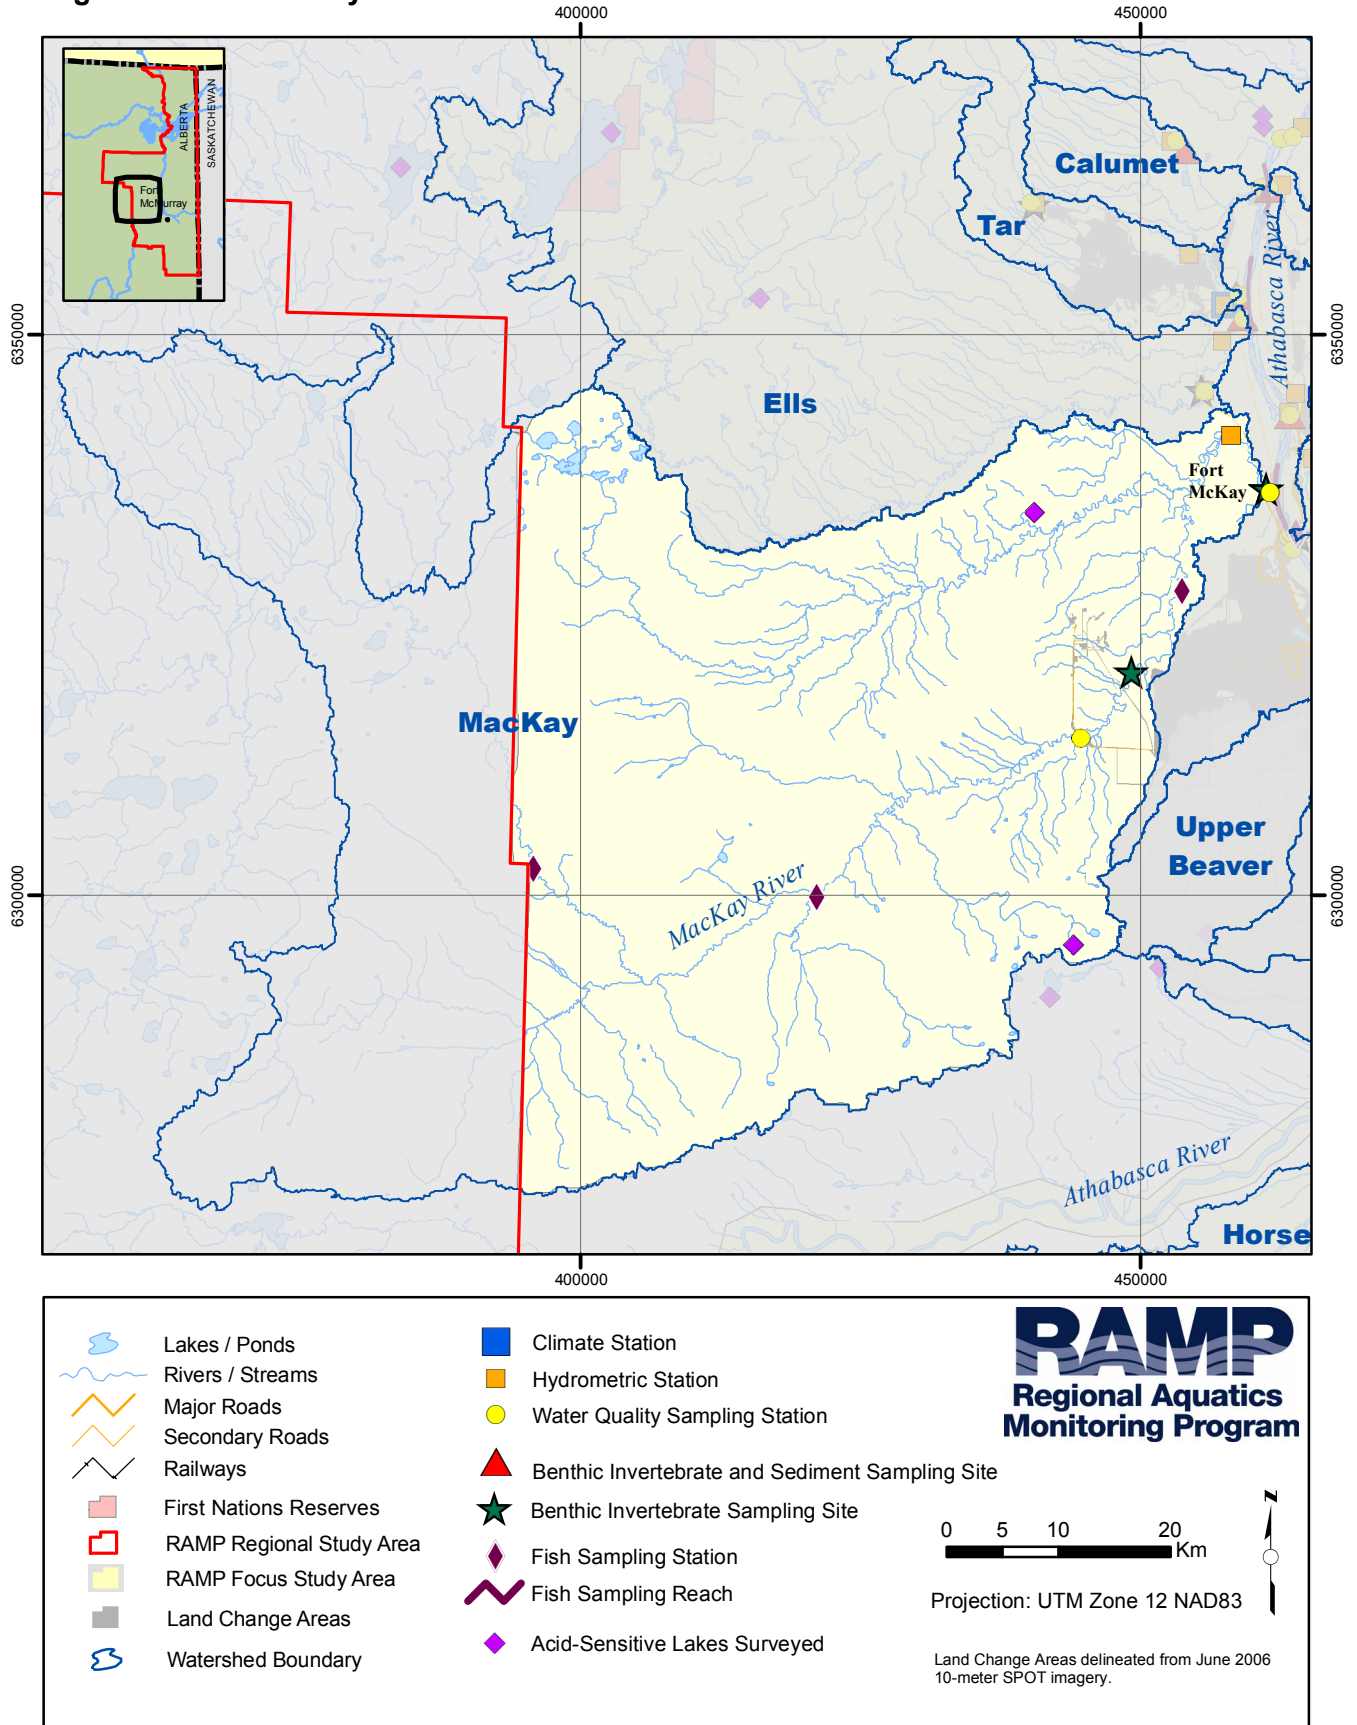 400000
450000
ALBERTA
SASKATCHEWAN
Fort
McMurray
Calumet
Tar
Athabasca River
6350000
6350000
Ells
Fort
McKay
MacKay
Upper
Beaver
MacKay River
6300000
6300000
Athabasca River
Horse
400000
450000
Lakes / Ponds
Rivers / Streams
Major Roads
Secondary Roads
Railways
First Nations Reserves
RAMP Regional Study Area
RAMP Focus Study Area
Land Change Areas
Watershed Boundary
Climate Station
Hydrometric Station
Water Quality Sampling Station
Benthic Invertebrate and Sediment Sampling Site
Benthic Invertebrate Sampling Site
Fish Sampling Station
Fish Sampling Reach
Acid-Sensitive Lakes Surveyed
RAMP
Regional Aquatics
Monitoring Program
0 5 10 20
Km
N
Projection: UTM Zone 12 NAD83
Land Change Areas delineated from June 2006
10-meter SPOT imagery.